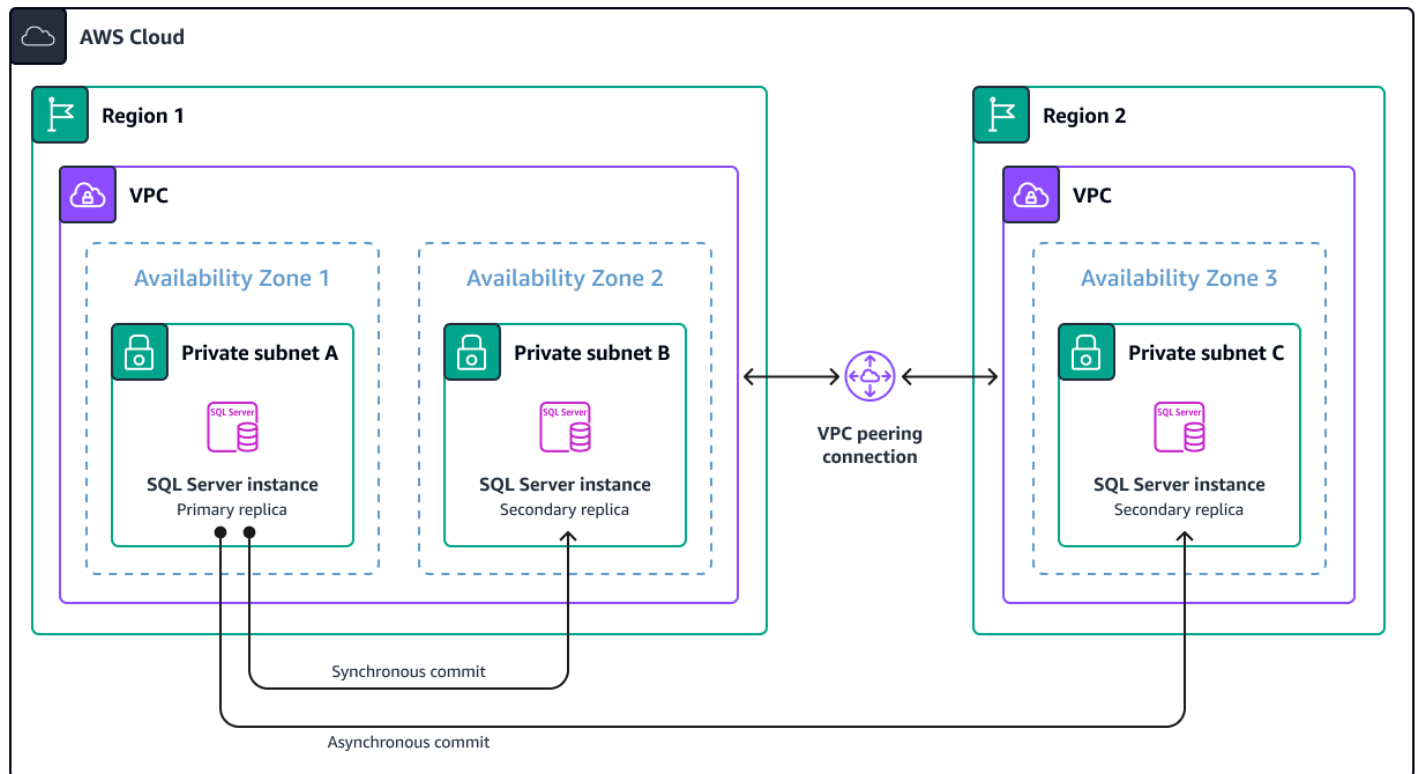 AWS Cloud
Region 1
Region 2
VPC
VPC
Availability Zone 1
Availability Zone 2
Availability Zone 3
Private subnet A
Private subnet B
Private subnet C
SQL Server
SQL Server
SQL Server
VPC peering
connection
SQL Server instance
Primary replica
SQL Server instance
Secondary replica
SQL Server instance
Secondary replica
Synchronous commit
Asynchronous commit